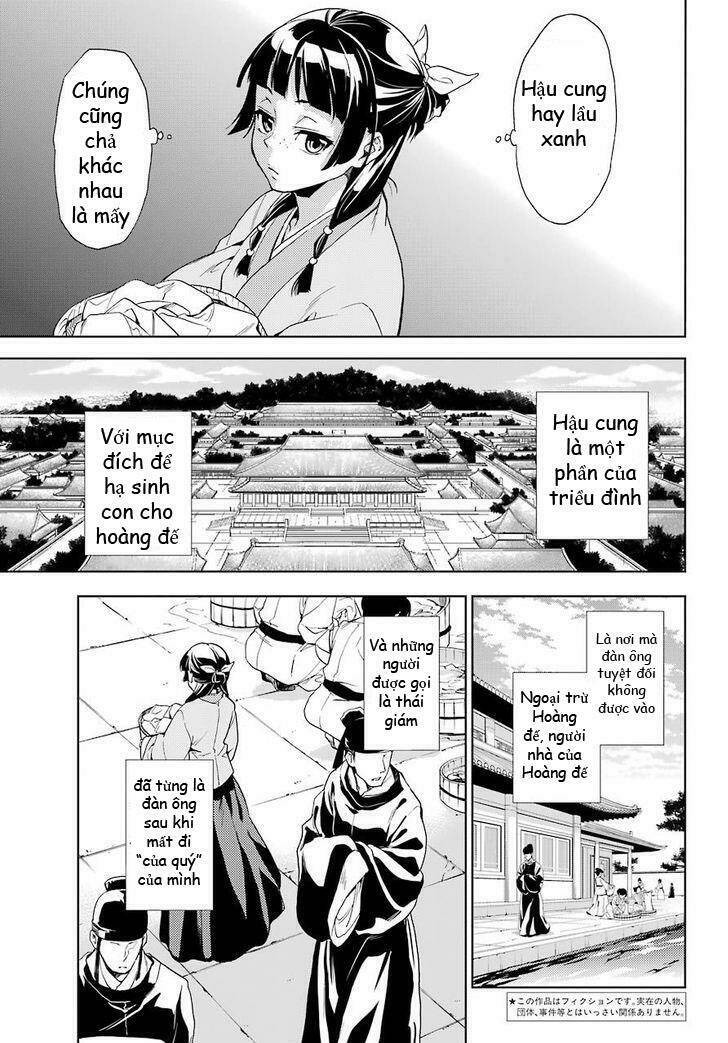 Hậu cung
hay lầu
xanh
Chúng
cũng
chả
khác
nhau
là mấy
Hậu cung
là một
phần của
triều đình
Với mục
đích để
hạ sinh
con cho
hoàng đế
Là nơi mà
đàn ông
tuyệt đối
không
được vào
Ngoại trừ
Hoàng
đế, người
nhà của
Hoàng đế
Và những
người
được gọi
là thái
giám
đã từng là
đàn ông
sau khi
mất đi
“của quý”
của mình
★この作品はフィクションです。実在の人物、
団体、事件等とはいっさい関係ありません。